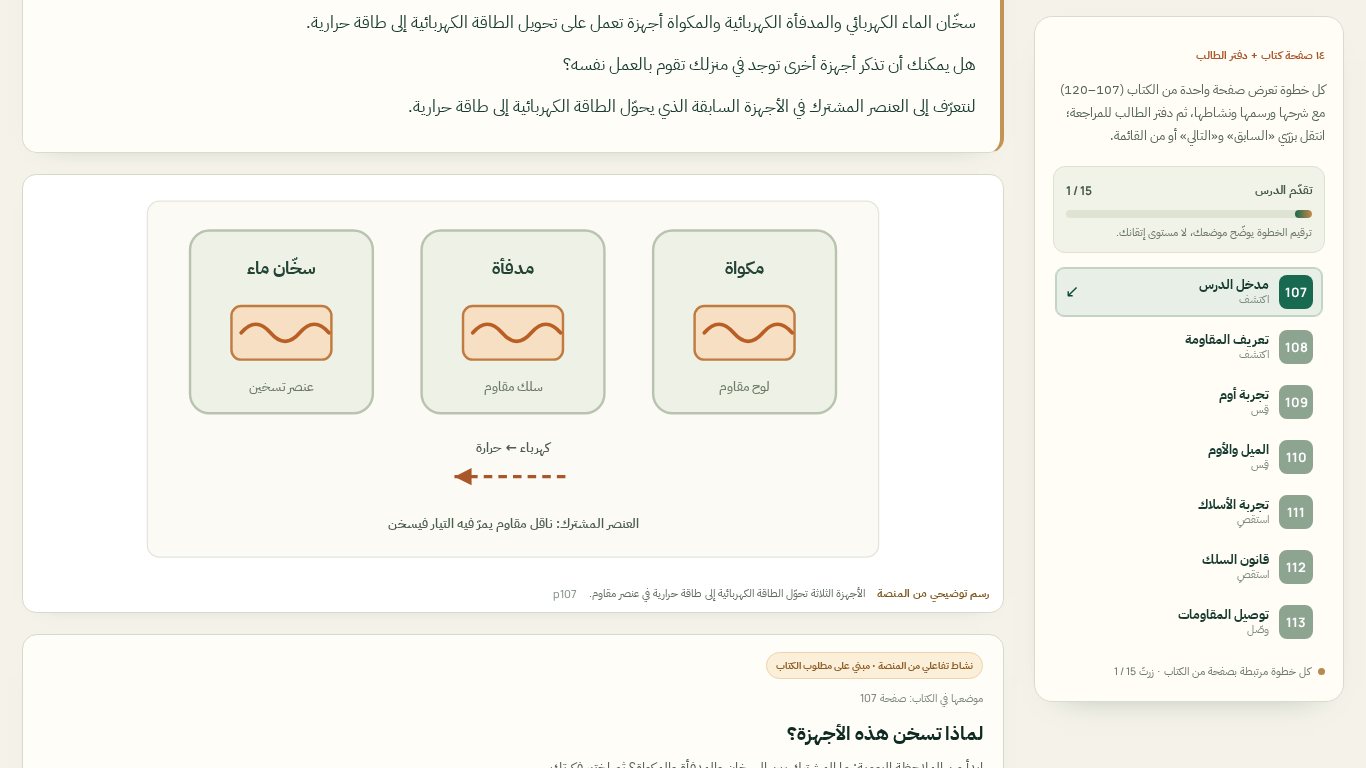 ١٤ صفحة كتاب + دفتر الطالب
كل خطوة تعرض صفحة واحدة من الكتاب (107–120)
مع شرحها ورسمها ونشاطها، ثم دفتر الطالب للمراجعة؛
انتقل بزرّي «السابق» و«التالي» أو من القائمة.
تقدّم الدرس 1 / 15
ترقيم الخطوة يوضّح موضعك، لا مستوى إتقانك.
107 مدخل الدرس ↙
اكتشف
108 تعريف المقاومة
اكتشف
109 تجربة أوم
قِس
110 الميل والأوم
قِس
111 تجربة الأسلاك
استقصِ
112 قانون السلك
استقصِ
113 توصيل المقاومات
وصّل
كل خطوة مرتبطة بصفحة من الكتاب · زرتَ 1 / 15
سخّان الماء الكهربائي والمدفأة الكهربائية والمكواة أجهزة تعمل على تحويل الطاقة الكهربائية إلى طاقة حرارية.
هل يمكنك أن تذكر أجهزة أخرى توجد في منزلك تقوم بالعمل نفسه؟
لنتعرّف إلى العنصر المشترك في الأجهزة السابقة الذي يحوّل الطاقة الكهربائية إلى طاقة حرارية.
مكواة
لوح مقاوم
مدفأة
سلك مقاوم
سخّان ماء
عنصر تسخين
كهرباء ← حرارة
العنصر المشترك: ناقل مقاوم يمرّ فيه التيار فيسخن
رسم توضيحي من المنصة الأجهزة الثلاثة تحوّل الطاقة الكهربائية إلى طاقة حرارية في عنصر مقاوم. p107
نشاط تفاعلي من المنصة · مبني على مطلوب الكتاب
موضعها في الكتاب: صفحة 107
لماذا تسخن هذه الأجهزة؟